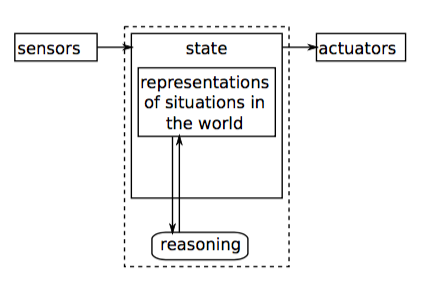 sensors
state
actuators
representations
of situations in
the world
reasoning